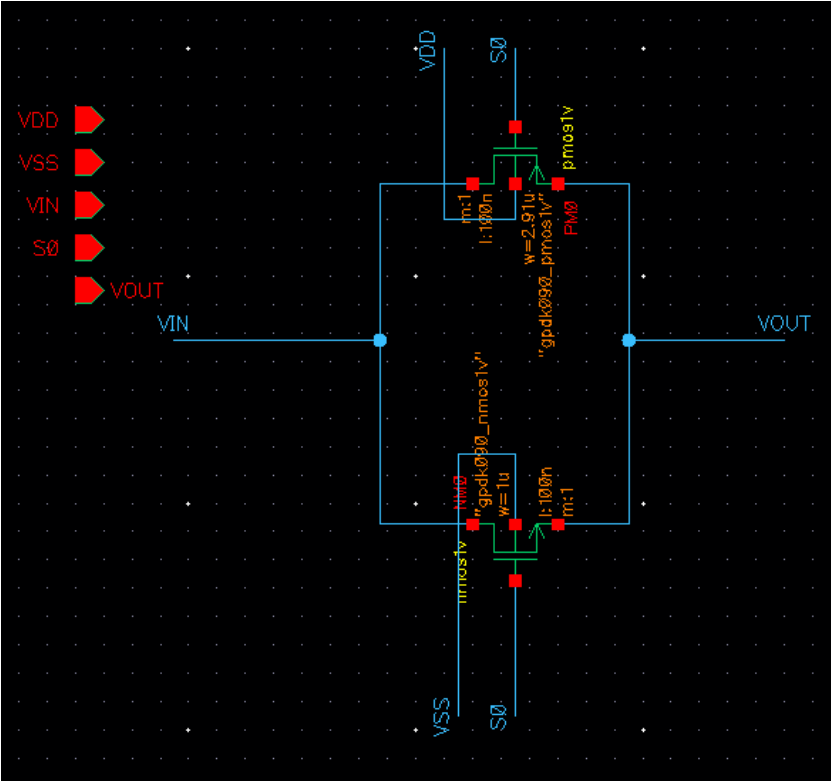 VDD
S0
VDD
VSS
VIN
S0
VOUT
pmos1v
m:1
l:100n
w=2.91u
"gpdk090_pmos1v"
PM0
VIN
VOUT
"gpdk090_nmos1v"
NM0
w=1u
l:100n
m:1
nmos1v
VSS
S0